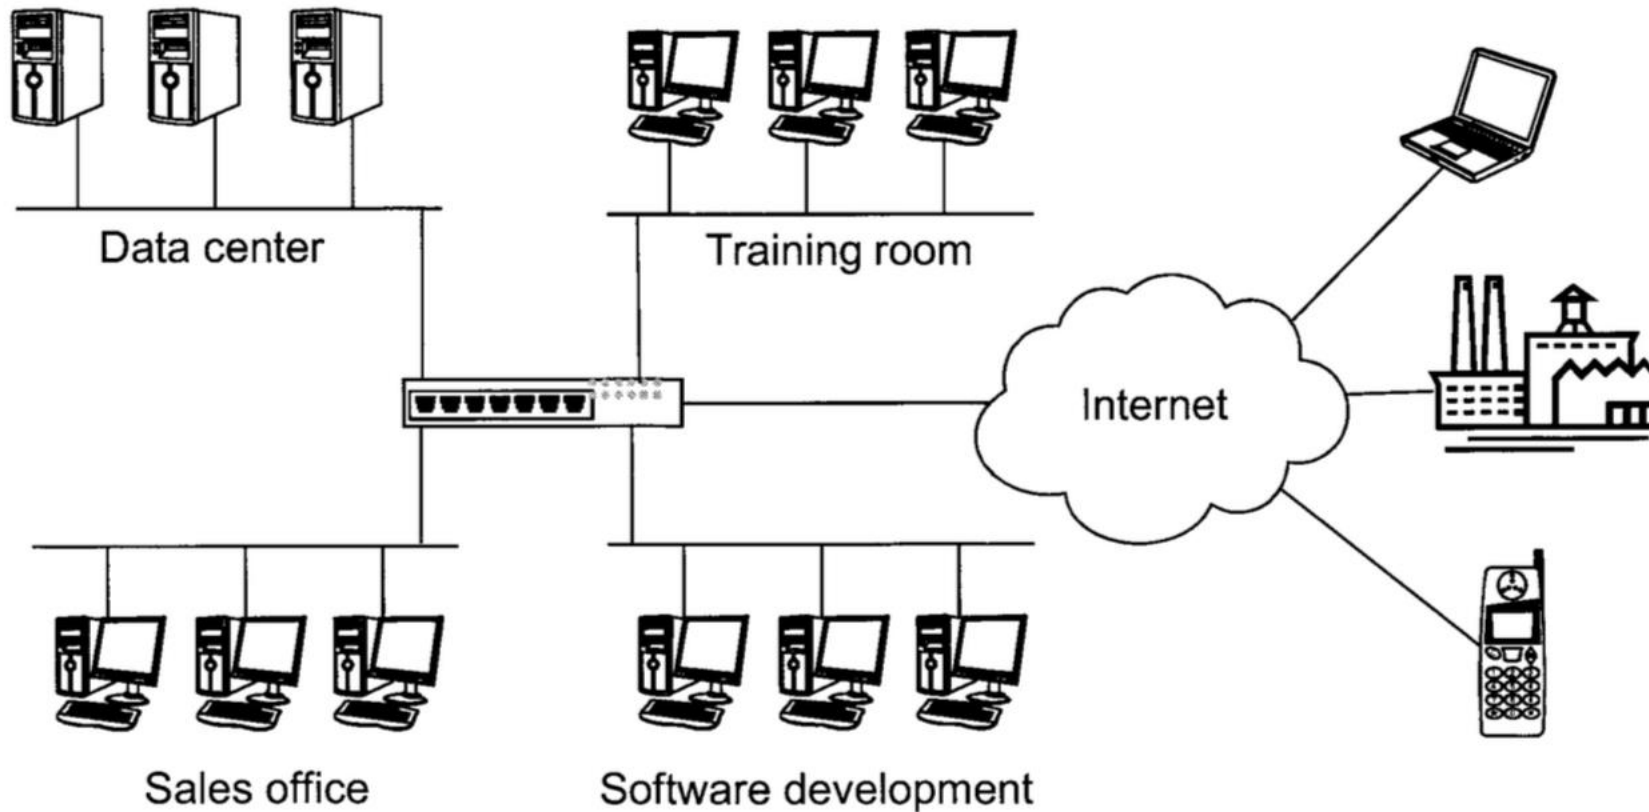 Data center
Training room
Internet
Sales office
Software development